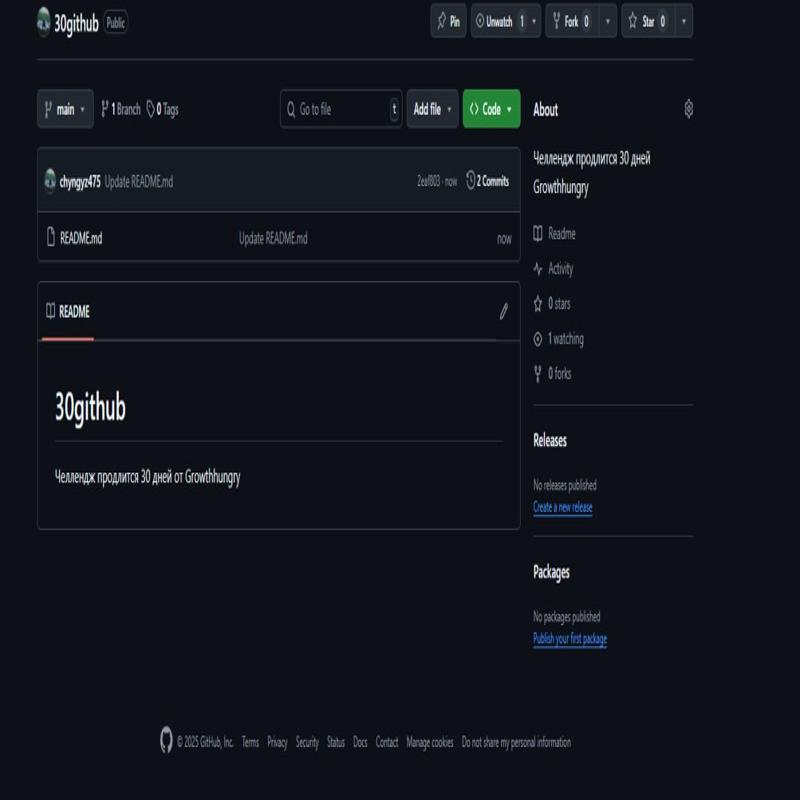 30github Public
Pin Unwatch 1 Fork 0 Star 0
main 1 Branch 0 Tags Go to file t Add file Code
About
Челлендж продлится 30 дней
Growthhungry
chyngyz475 Update README.md 2eaf803 · now 2 Commits
README.md Update README.md now
Readme
Activity
0 stars
1 watching
0 forks
README
30github
Челлендж продлится 30 дней от Growthhungry
Releases
No releases published
Create a new release
Packages
No packages published
Publish your first package
© 2025 GitHub, Inc. Terms Privacy Security Status Docs Contact Manage cookies Do not share my personal information